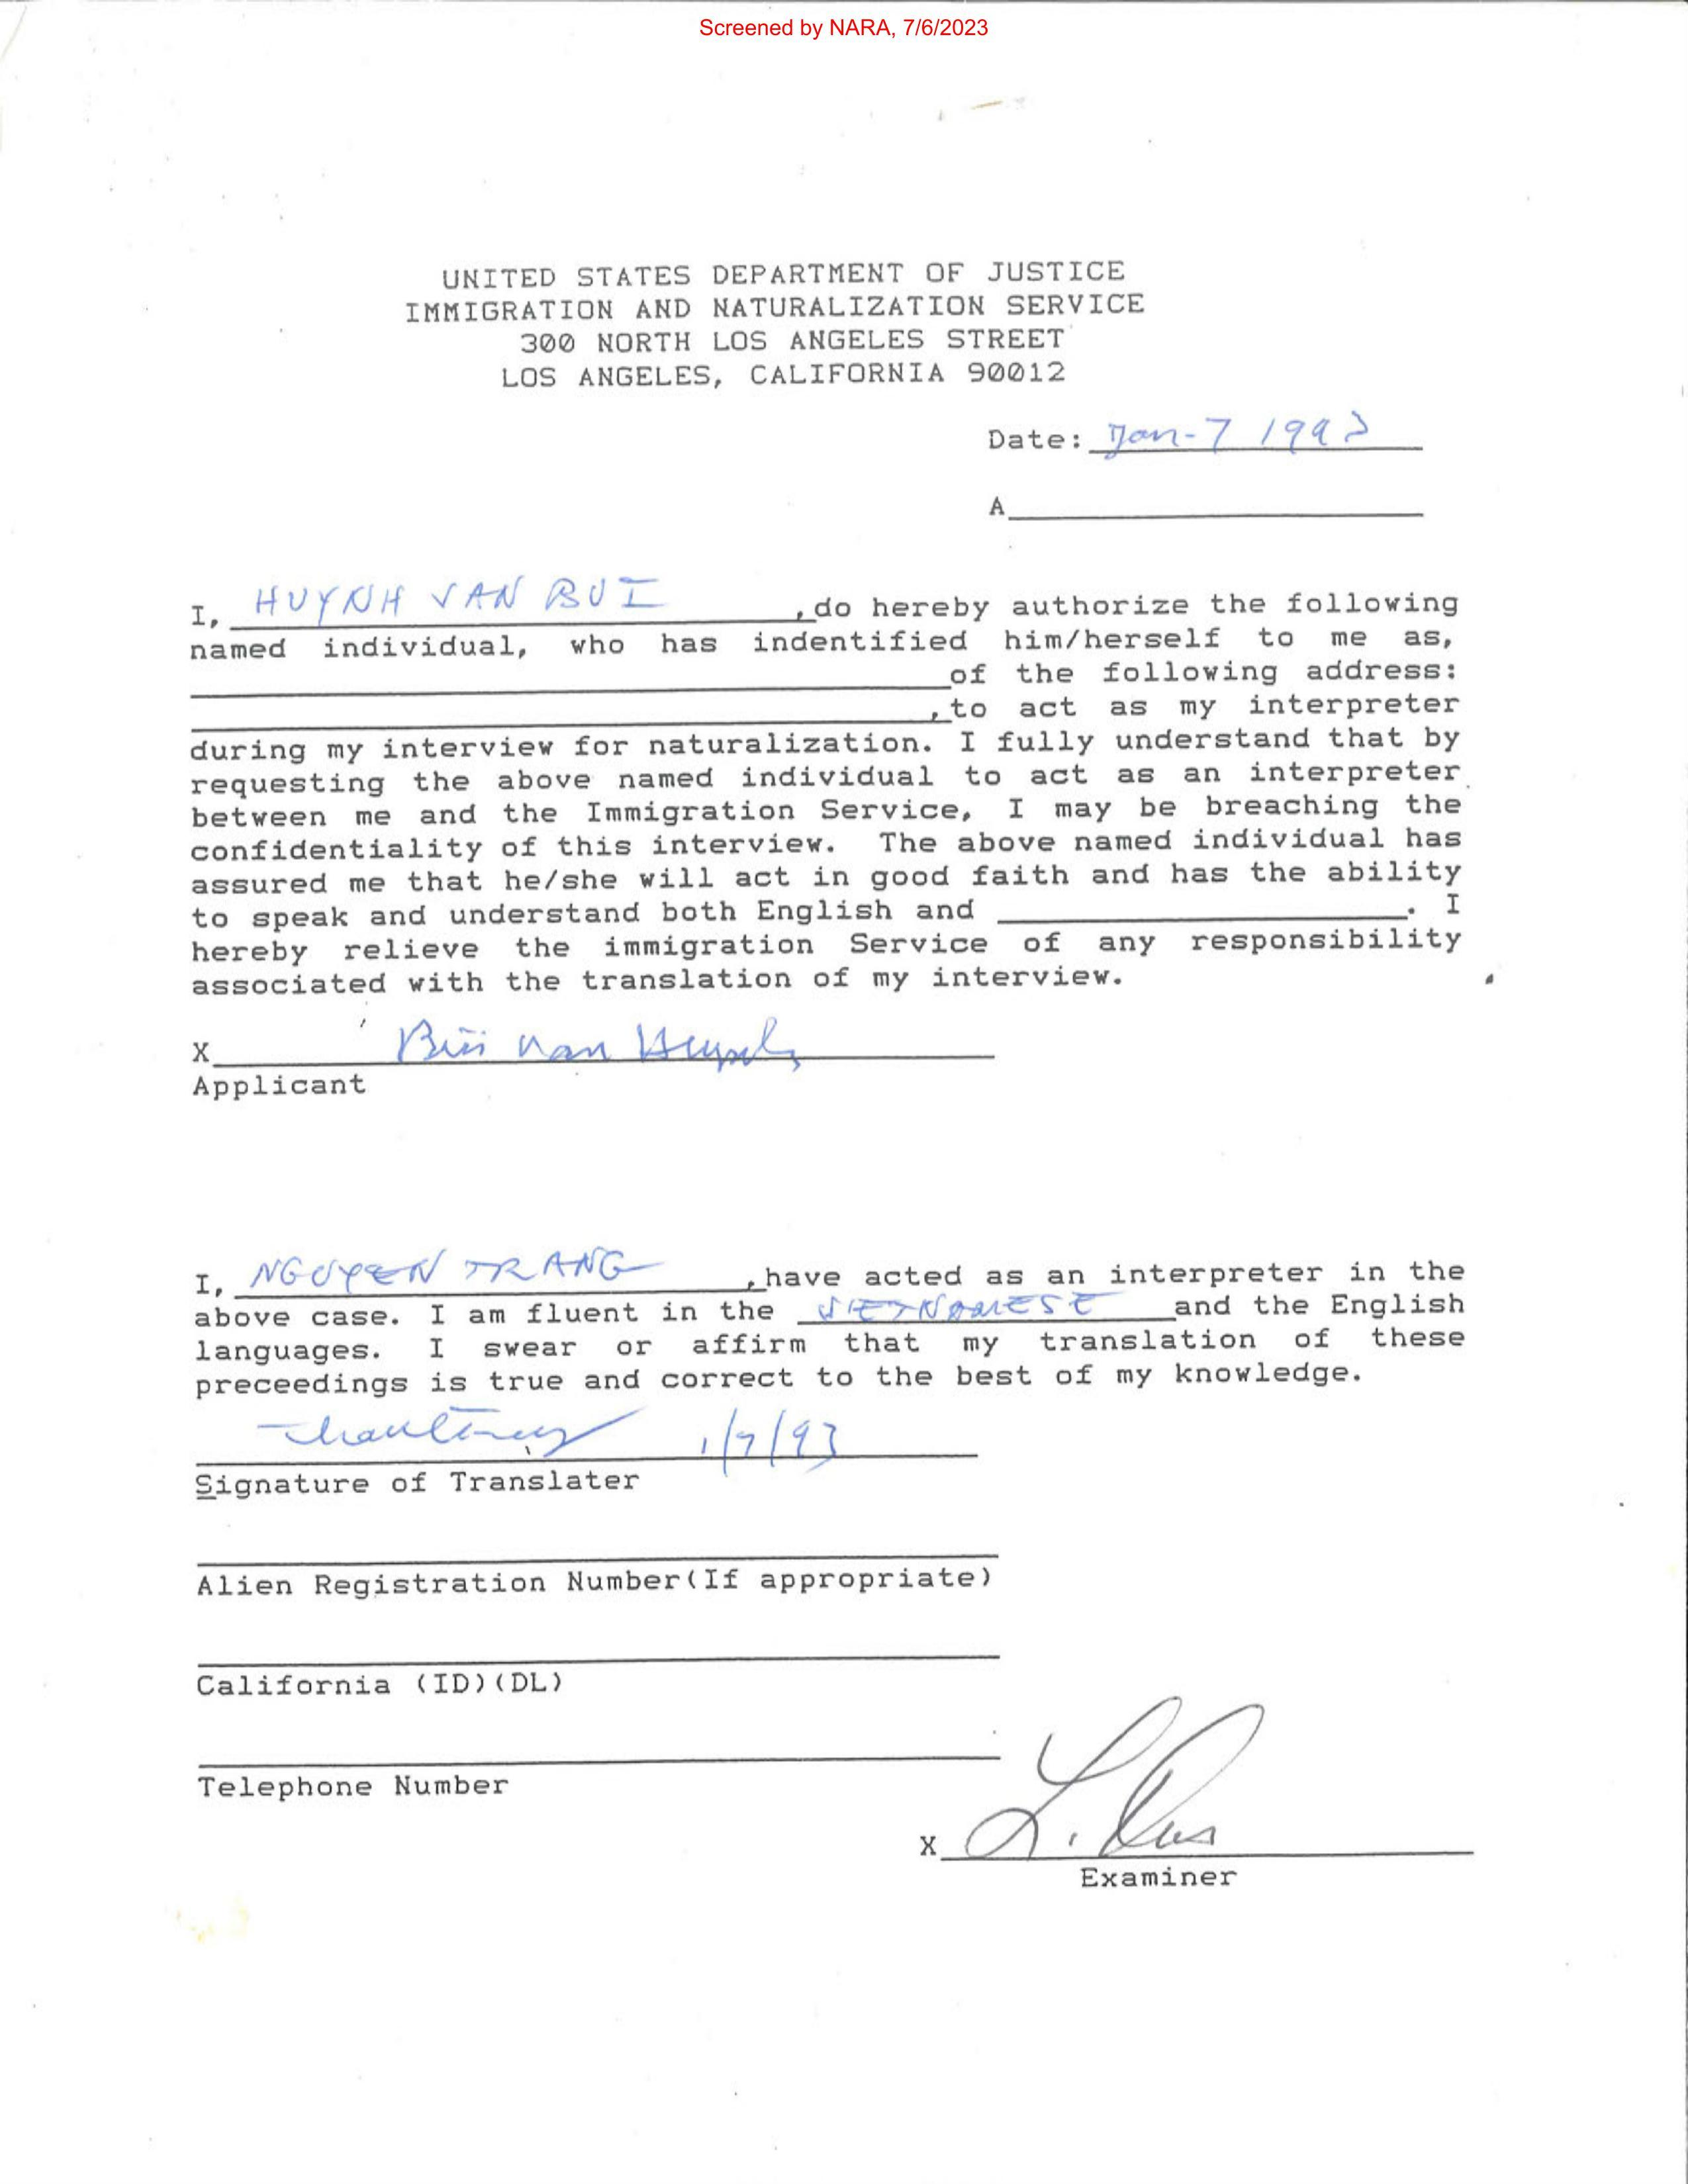 Screened by NARA, 7/6/2023
UNITED STATES DEPARTMENT OF JUSTICE
IMMIGRATION AND NATURALIZATION SERVICE
300 NORTH LOS ANGELES STREET
LOS ANGELES, CALIFORNIA 90012
Date: Jan-7 1993
A
I, HUYNH VAN BUI, do hereby authorize the following
named individual, who has indentified him/herself to me as,
of the following address:
, to act as my interpreter
during my interview for naturalization. I fully understand that by
requesting the above named individual to act as an interpreter
between me and the Immigration Service, I may be breaching the
confidentiality of this interview. The above named individual has
assured me that he/she will act in good faith and has the ability
to speak and understand both English and . I
hereby relieve the immigration Service of any responsibility
associated with the translation of my interview.
X Bùi Van Huynh
Applicant
I, NGUYEN TRANG, have acted as an interpreter in the
above case. I am fluent in the VIETNAMESE and the English
languages. I swear or affirm that my translation of these
preceedings is true and correct to the best of my knowledge.
1/7/93
Signature of Translater
Alien Registration Number(If appropriate)
California (ID)(DL)
Telephone Number
X L.
Examiner